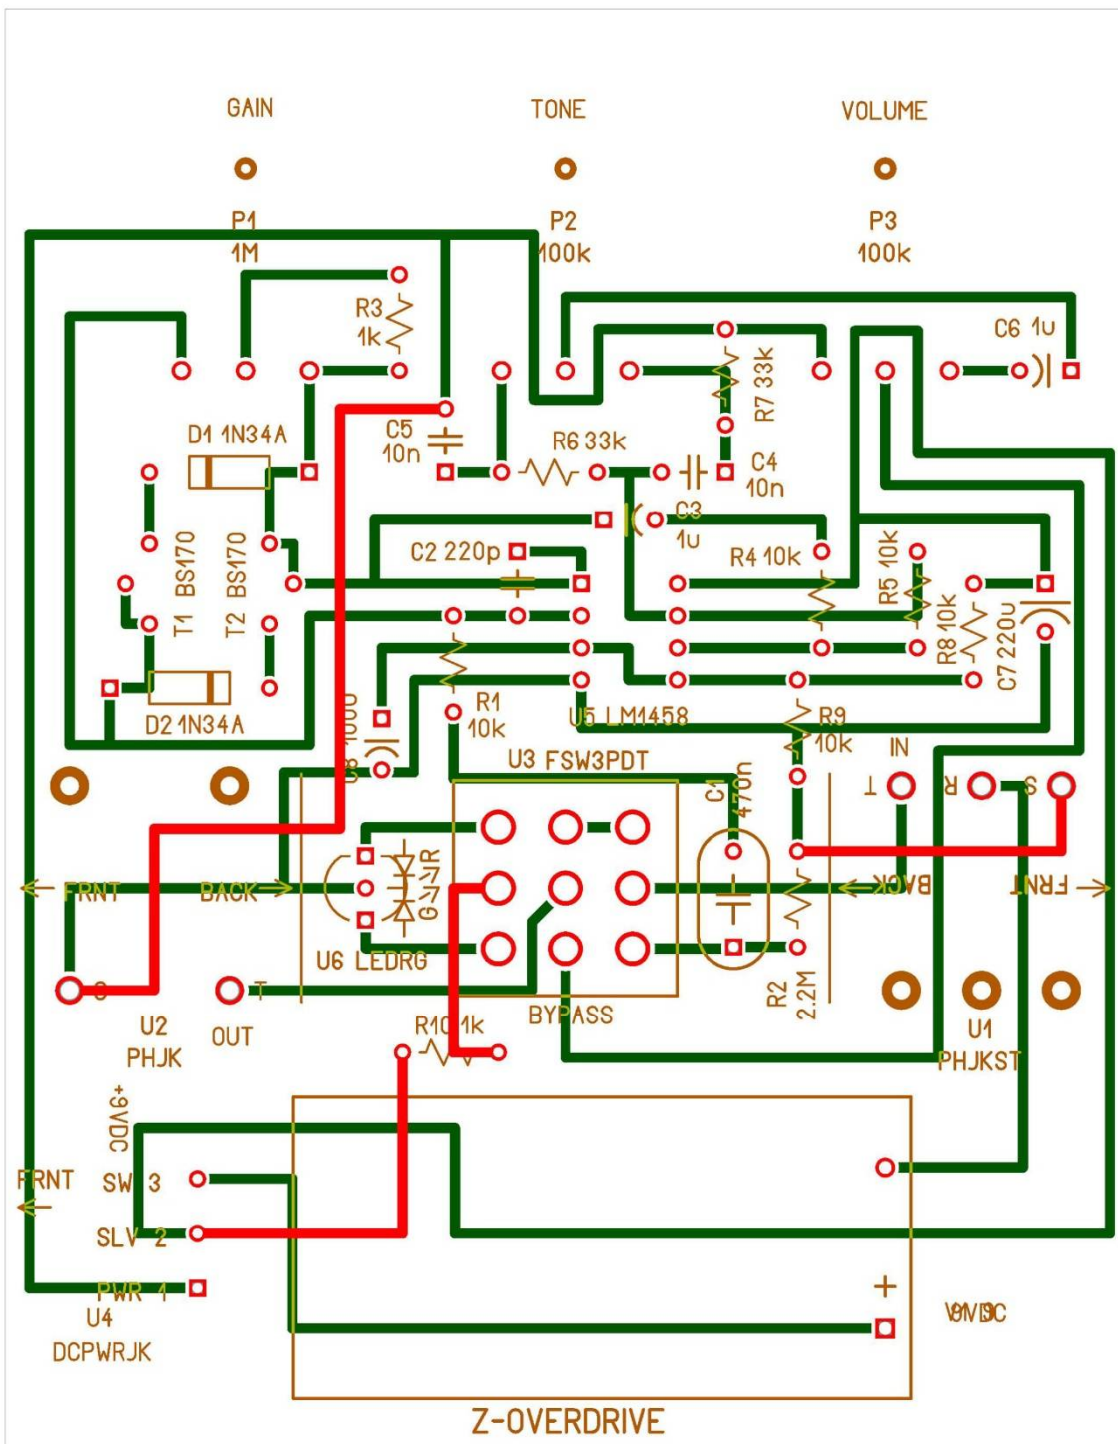 GAIN
TONE
VOLUME
P1
1M
P2
100k
P3
100k
R3
1k
C6 1u
R7 33k
D1 1N34A
C5
10n
R6 33k
C4
10n
C3
1u
C2 220p
R4 10k
R5 10k
T1 BS170
T2 BS170
R8 10k
C7 220u
D2 1N34A
R1
10k
U5 LM1458
R9
10k
IN
U3 FSW3PDT
C1
470n
T
R
S
FRNT
BACK
R
G
BACK
FRNT
U6 LEDRG
R2
2.2M
S
T
U2
PHJK
OUT
BYPASS
R10 1k
U1
PHJKST
+9VDC
FRNT
SW 3
SLV 2
PWR 1
U4
DCPWRJK
+
Z-OVERDRIVE